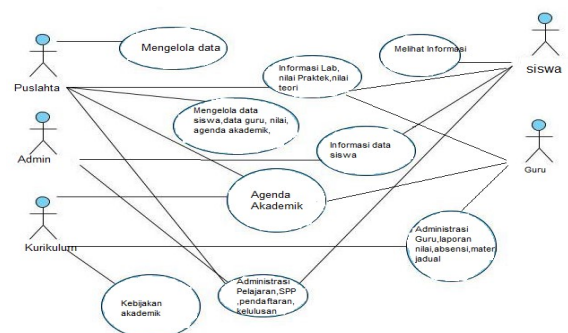 Mengelola data
Melihat Informasi
siswa
Informasi Lab,
nilai Praktek,nilai
teori
Puslahta
Mengelola data
siswa,data guru, nilai,
agenda akademik,
Informasi data
siswa
Admin
Guru
Agenda
Akademik
Administrasi
Guru,laporan
nilai,absensi,materi
jadual
Kurikulum
Administrasi
Pelajaran,SPP
,pendaftaran,
kelulusan
Kebijakan
akademik